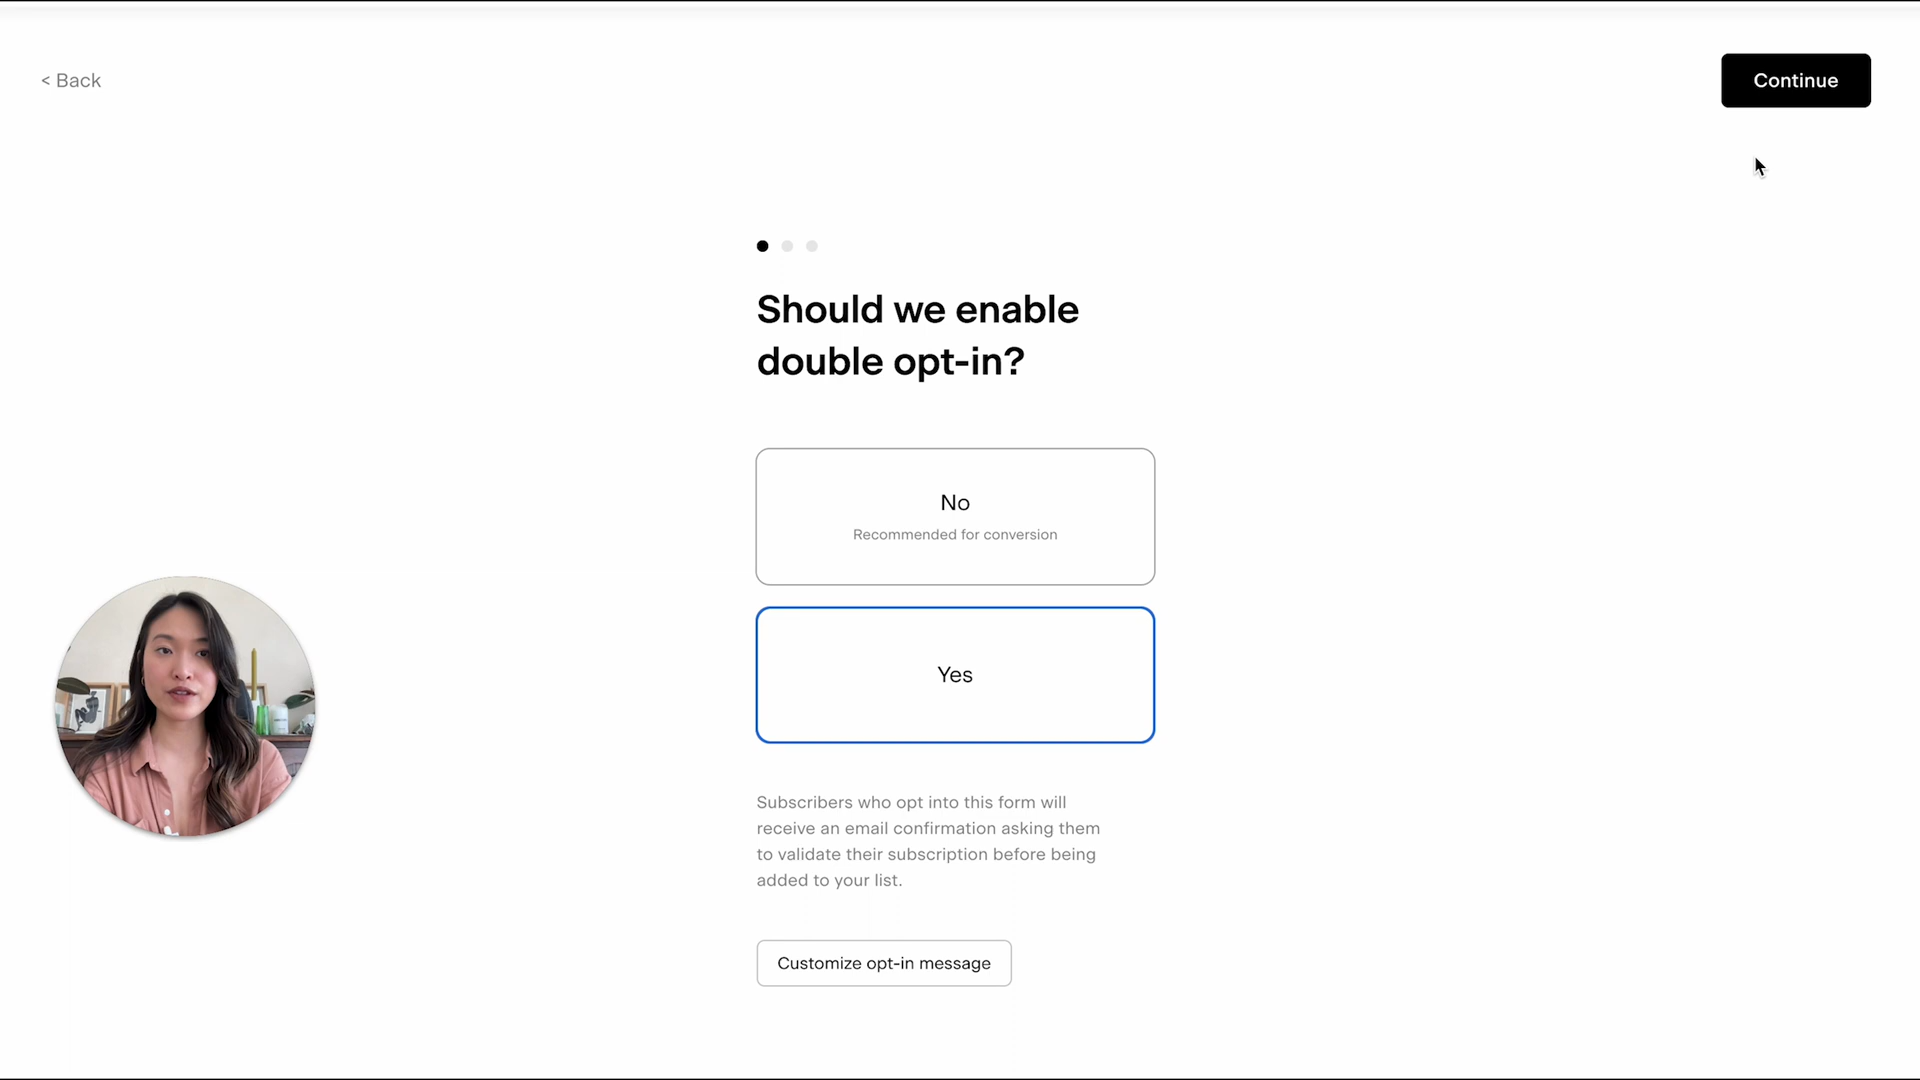 < Back
Continue
Should we enable
double opt-in?
No
Recommended for conversion
Yes
Subscribers who opt into this form will
receive an email confirmation asking them
to validate their subscription before being
added to your list.
Customize opt-in message